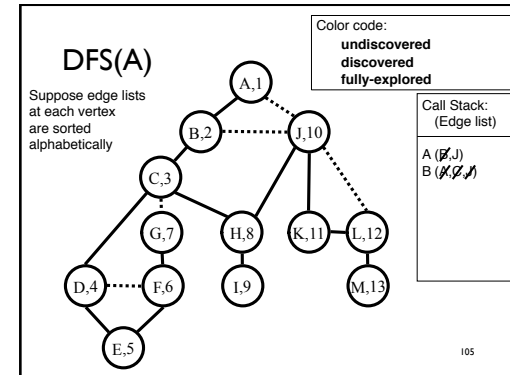 DFS(A)
Suppose edge lists
at each vertex
are sorted
alphabetically
Color code:
undiscovered
discovered
fully-explored
Call Stack:
(Edge list)
A (B,J)
B (A,C,J)
A,1
B,2
J,10
C,3
G,7
H,8
K,11
L,12
D,4
F,6
I,9
M,13
E,5
105